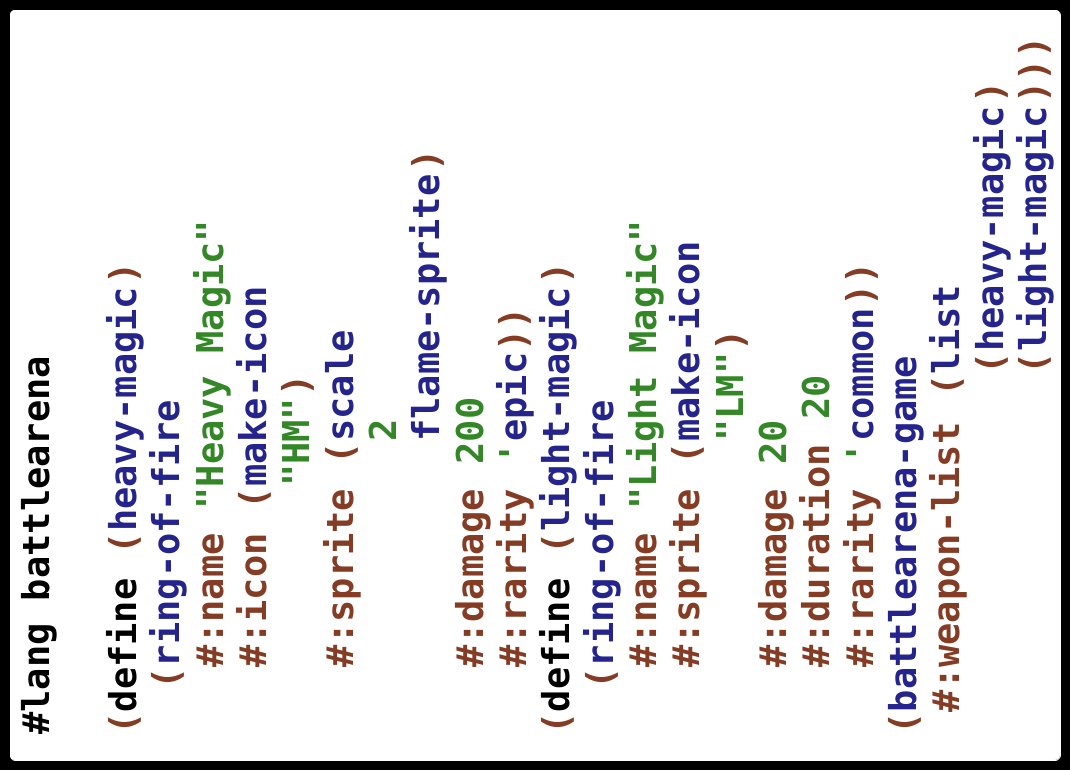 #lang battlearena

(define (heavy-magic)
  (ring-of-fire
   #:name   "Heavy Magic"
   #:icon (make-icon
           "HM")
   #:sprite (scale
             2
             flame-sprite)
   #:damage 200
   #:rarity  'epic))
(define (light-magic)
  (ring-of-fire
   #:name   "Light Magic"
   #:sprite (make-icon
             "LM")
   #:damage 20
   #:duration 20
   #:rarity  'common))
(battlearena-game
 #:weapon-list (list
                (heavy-magic)
                (light-magic)))